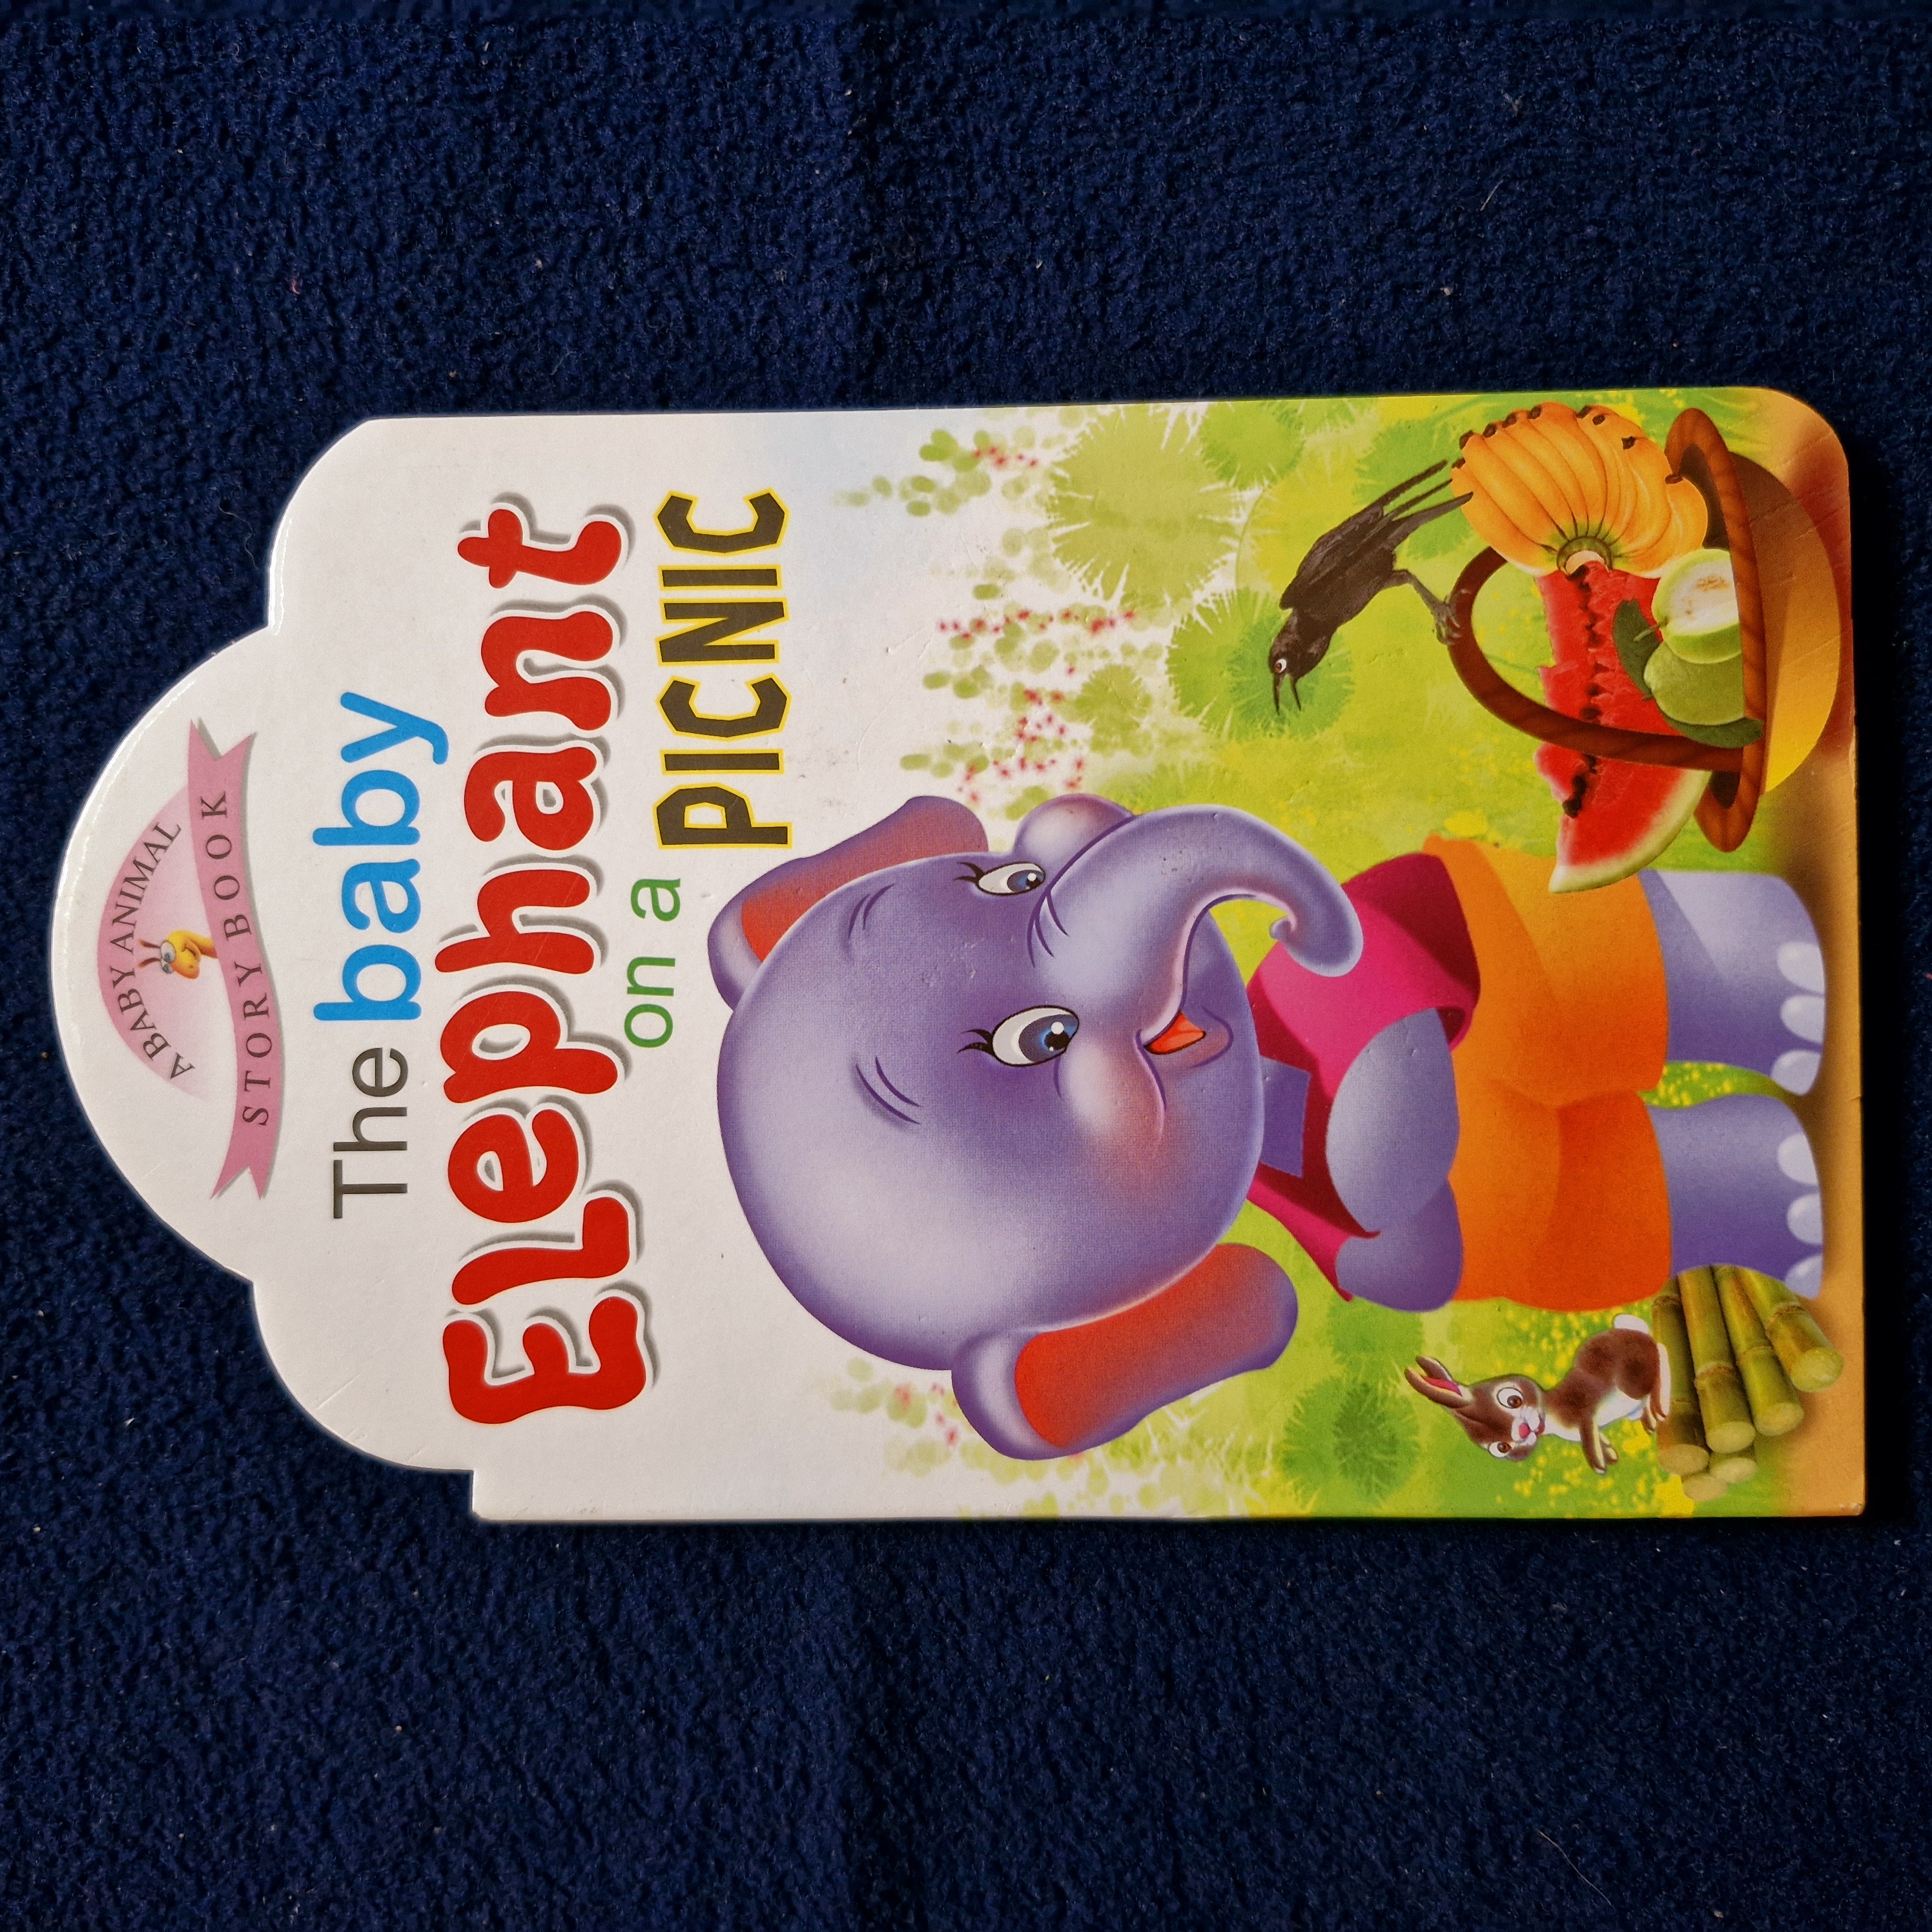 A BABY ANIMAL
STORY BOOK
The baby
ELephant
on a PICNIC